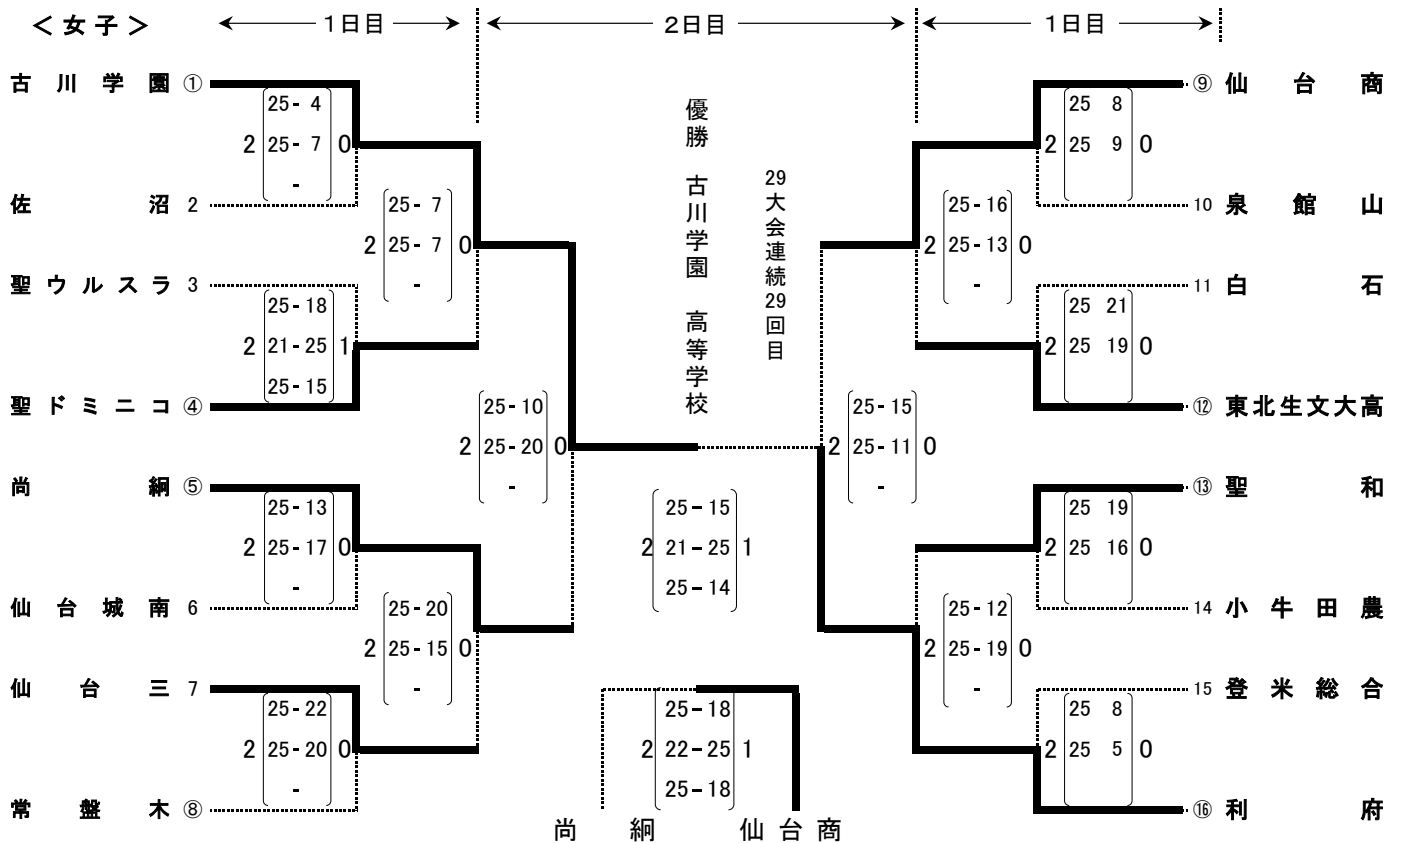 ＜女子＞ 1日目 2日目 1日目
古川学園 ①
25-4
2 25-7 0
-
佐沼 2
25-7
2 25-7 0
-
聖ウルスラ 3
25-18
2 21-25 1
25-15
聖ドミニコ ④
25-10
2 25-20 0
-
尚絅 ⑤
25-13
2 25-17 0
-
仙台城南 6
25-20
2 25-15 0
-
仙台三 7
25-22
2 25-20 0
-
常盤木 ⑧
優勝 古川学園 高等学校
29大会連続29回目
25-15
2 21-25 1
25-14
25-18
2 22-25 1
25-18
尚絅 仙台商
⑨ 仙台商
25 8
2 25 9 0
10 泉館山
25-16
2 25-13 0
-
11 白石
25 21
2 25 19 0
⑫ 東北生文大高
25-15
2 25-11 0
-
⑬ 聖和
25 19
2 25 16 0
14 小牛田農
25-12
2 25-19 0
-
15 登米総合
25 8
2 25 5 0
⑯ 利府